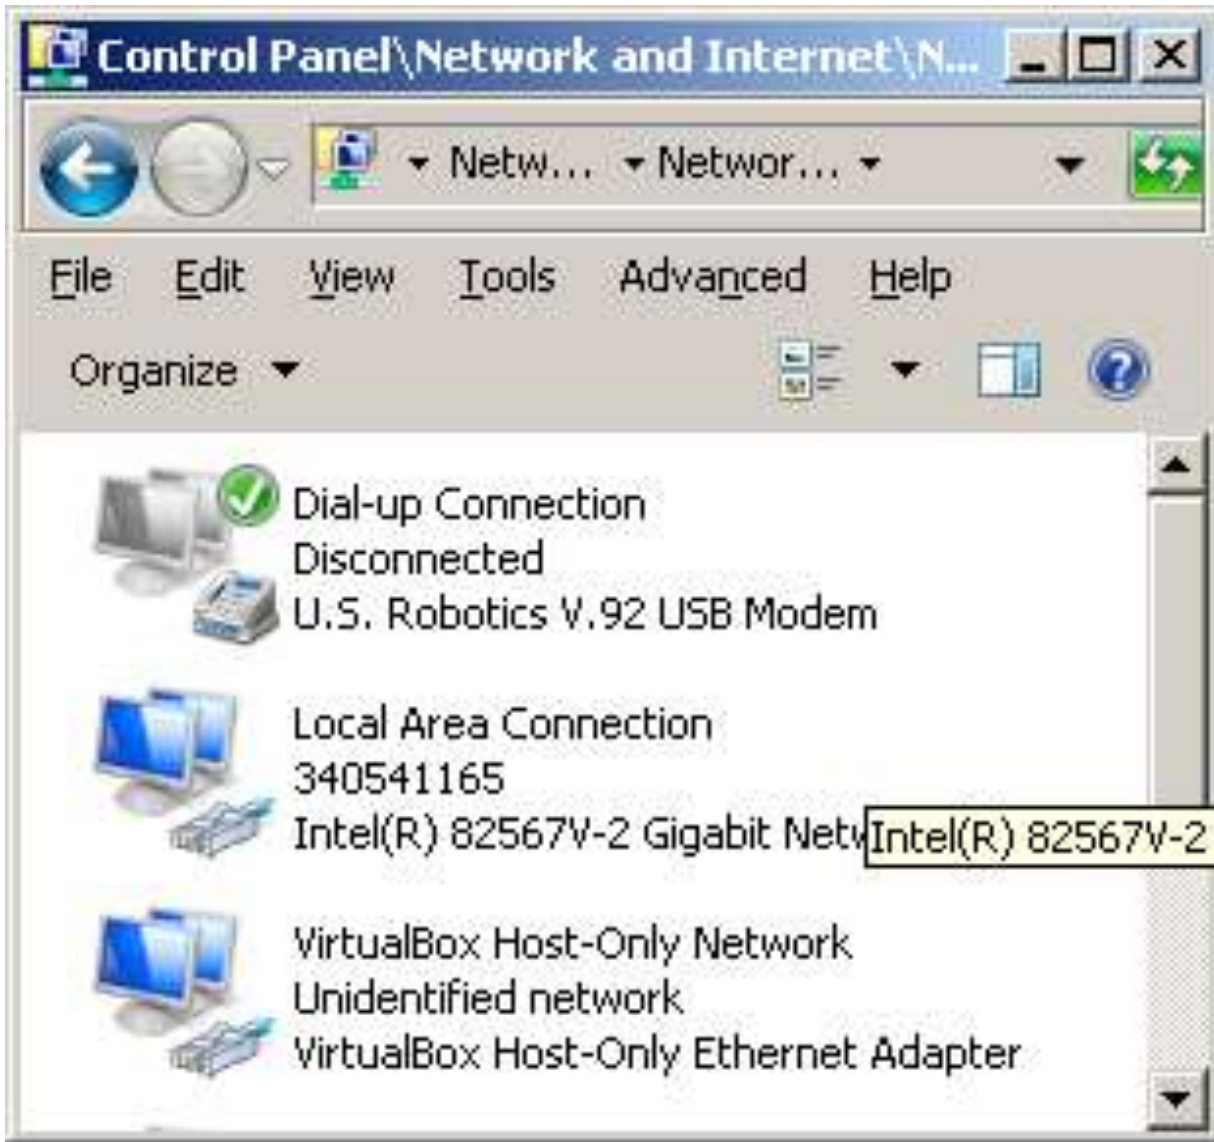 Control Panel\Network and Internet\N...
Netw... Networ...
File Edit View Tools Advanced Help
Organize
Dial-up Connection
Disconnected
U.S. Robotics V.92 USB Modem
Local Area Connection
340541165
Intel(R) 82567V-2 Gigabit Netw
Intel(R) 82567V-2
VirtualBox Host-Only Network
Unidentified network
VirtualBox Host-Only Ethernet Adapter